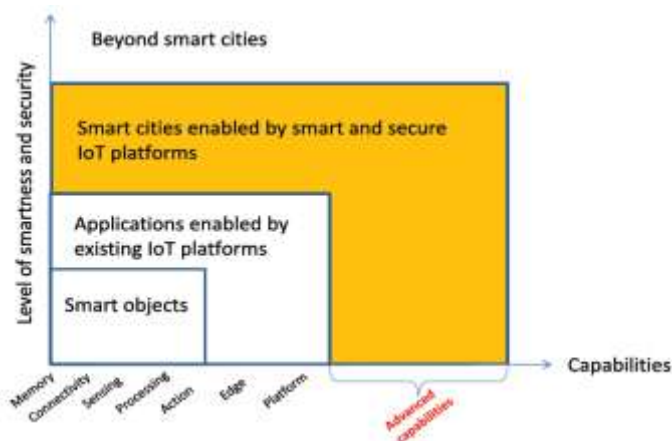 Beyond smart cities
Level of smartness and security
Smart cities enabled by smart and secure
IoT platforms
Applications enabled by
existing IoT platforms
Smart objects
Memory
Connectivity
Sensing
Processing
Action
Edge
Platform
Advanced
capabilities
Capabilities